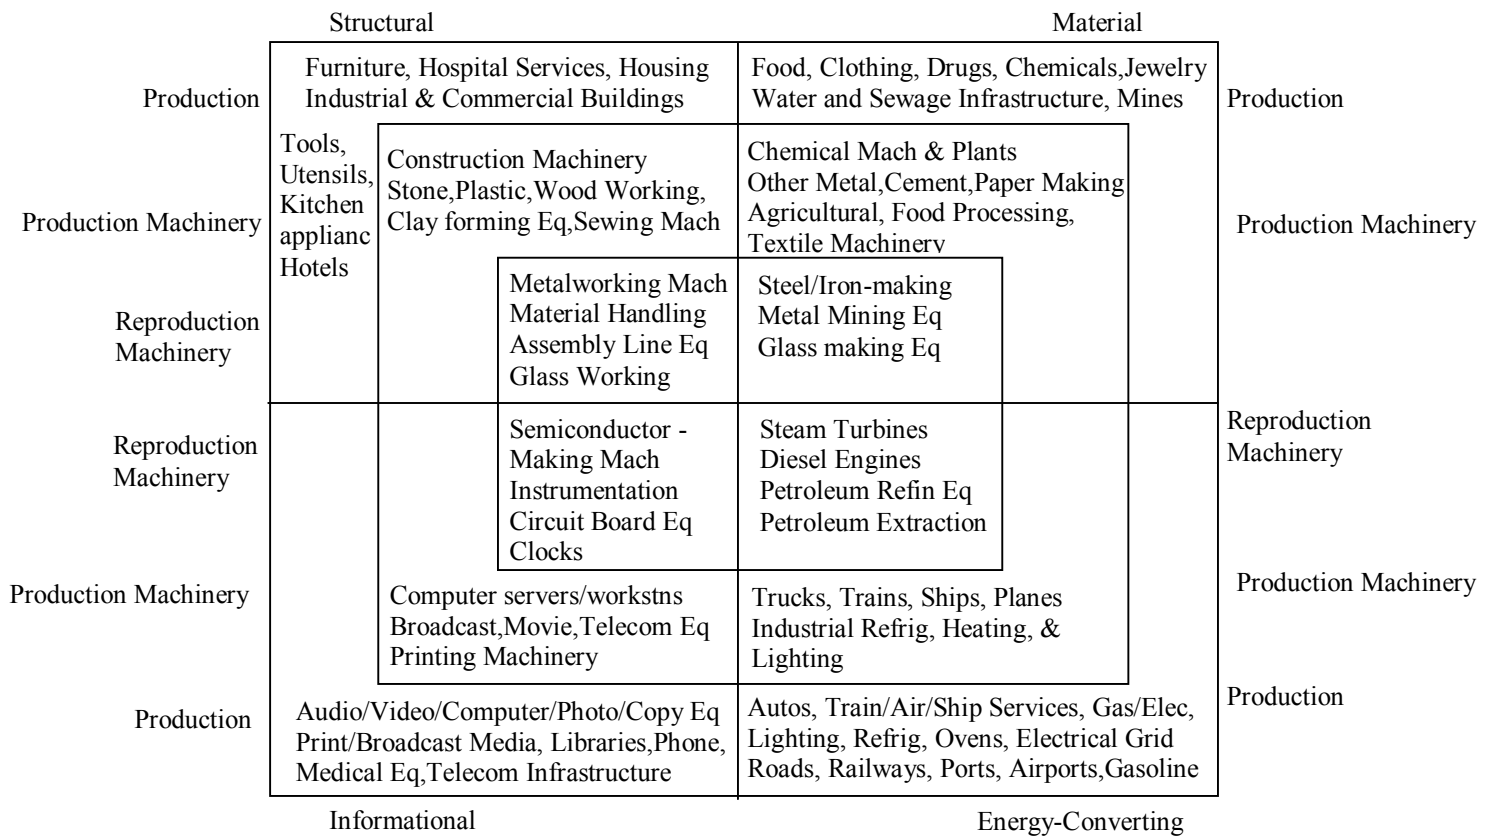 Structural
Material
Furniture, Hospital Services, Housing
Industrial & Commercial Buildings
Food, Clothing, Drugs, Chemicals,Jewelry
Water and Sewage Infrastructure, Mines
Production
Production
Tools,
Utensils,
Kitchen
applianc
Hotels
Construction Machinery
Stone,Plastic,Wood Working,
Clay forming Eq,Sewing Mach
Chemical Mach & Plants
Other Metal,Cement,Paper Making
Agricultural, Food Processing,
Textile Machinery
Production Machinery
Production Machinery
Reproduction
Machinery
Metalworking Mach
Material Handling
Assembly Line Eq
Glass Working
Steel/Iron-making
Metal Mining Eq
Glass making Eq
Reproduction
Machinery
Semiconductor -
Making Mach
Instrumentation
Circuit Board Eq
Clocks
Steam Turbines
Diesel Engines
Petroleum Refin Eq
Petroleum Extraction
Reproduction
Machinery
Production Machinery
Computer servers/workstns
Broadcast,Movie,Telecom Eq
Printing Machinery
Trucks, Trains, Ships, Planes
Industrial Refrig, Heating, &
Lighting
Production Machinery
Production
Audio/Video/Computer/Photo/Copy Eq
Print/Broadcast Media, Libraries,Phone,
Medical Eq,Telecom Infrastructure
Autos, Train/Air/Ship Services, Gas/Elec,
Lighting, Refrig, Ovens, Electrical Grid
Roads, Railways, Ports, Airports,Gasoline
Production
Informational
Energy-Converting